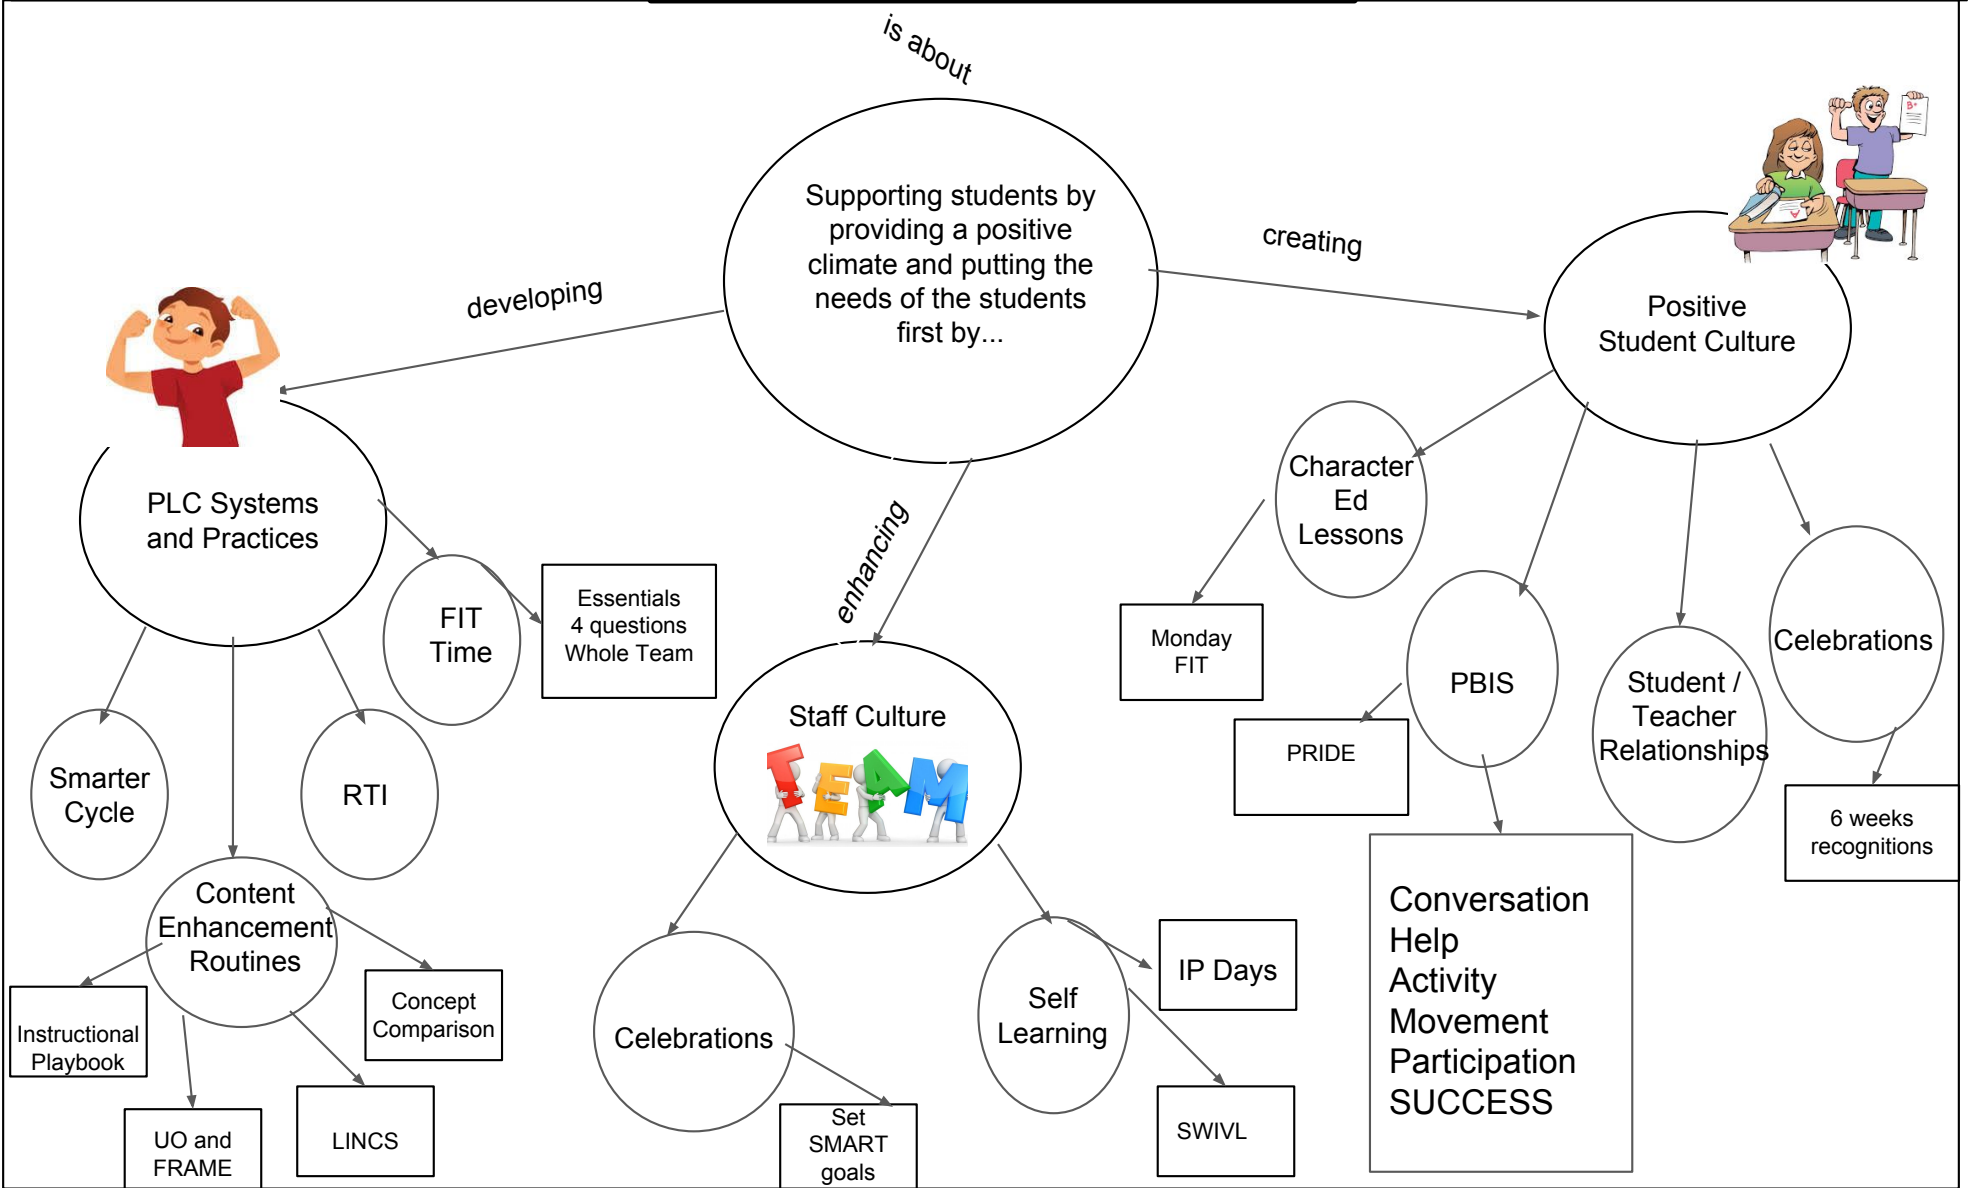 is about
Supporting students by
providing a positive
climate and putting the
needs of the students
first by...
developing
creating
enhancing
PLC Systems
and Practices
FIT
Time
Essentials
4 questions
Whole Team
Smarter
Cycle
RTI
Content
Enhancement
Routines
Instructional
Playbook
UO and
FRAME
LINCS
Concept
Comparison
Staff Culture
TEAM
Celebrations
Set
SMART
goals
Self
Learning
IP Days
SWIVL
B+
Positive
Student Culture
Character
Ed
Lessons
Monday
FIT
PBIS
PRIDE
Conversation
Help
Activity
Movement
Participation
SUCCESS
Student /
Teacher
Relationships
Celebrations
6 weeks
recognitions